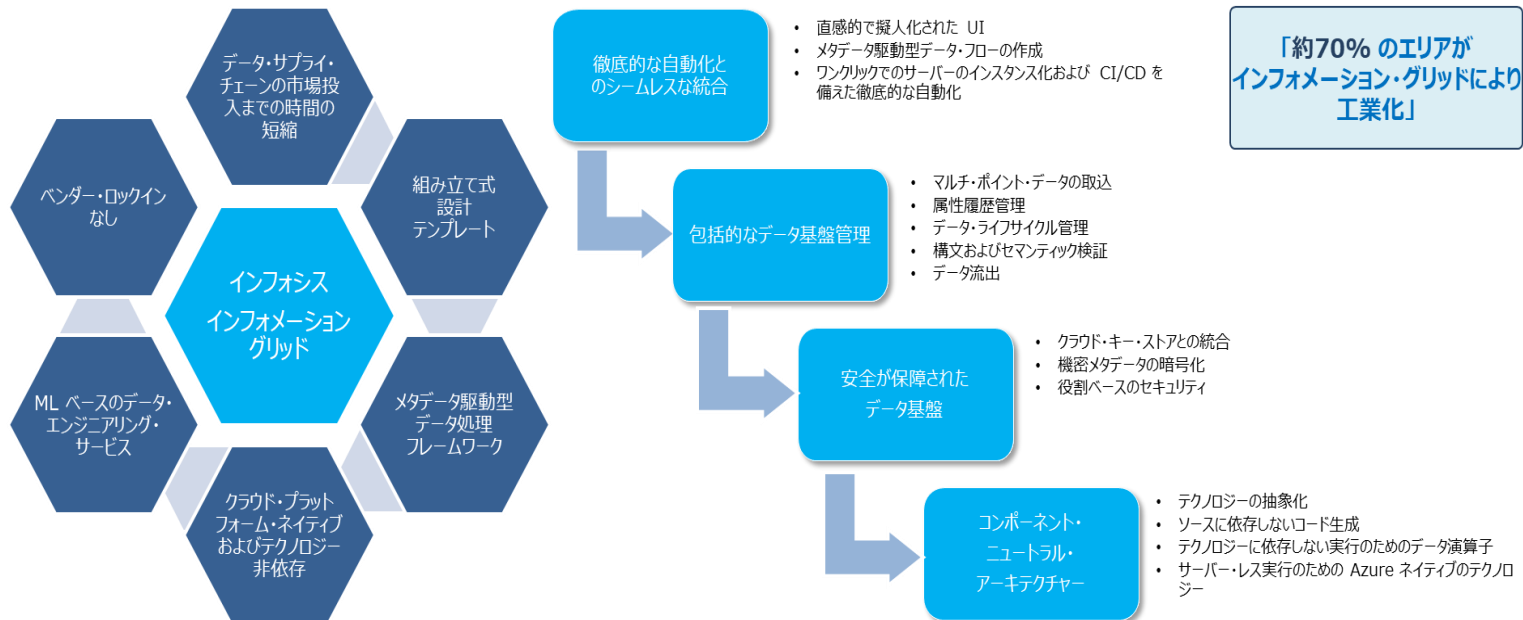 データ・サプライ・
チェーンの市場投
入までの時間の
短縮
ベンダー・ロックイン
なし
組み立て式
設計
テンプレート
インフォシス
インフォメーション
グリッド
ML ベースのデータ・
エンジニアリング・
サービス
メタデータ駆動型
データ処理
フレームワーク
クラウド・プラット
フォーム・ネイティブ
およびテクノロジー
非依存
徹底的な自動化と
のシームレスな統合
• 直感的で擬人化された UI
• メタデータ駆動型データ・フローの作成
• ワンクリックでのサーバーのインスタンス化および CI/CD を
備えた徹底的な自動化
「約70% のエリアが
インフォメーション・グリッドにより
工業化」
包括的なデータ基盤管理
• マルチ・ポイント・データの取込
• 属性履歴管理
• データ・ライフサイクル管理
• 構文およびセマンティック検証
• データ流出
安全が保障された
データ基盤
• クラウド・キー・ストアとの統合
• 機密メタデータの暗号化
• 役割ベースのセキュリティ
コンポーネント・
ニュートラル・
アーキテクチャー
• テクノロジーの抽象化
• ソースに依存しないコード生成
• テクノロジーに依存しない実行のためのデータ演算子
• サーバー・レス実行のための Azure ネイティブのテクノロ
ジー